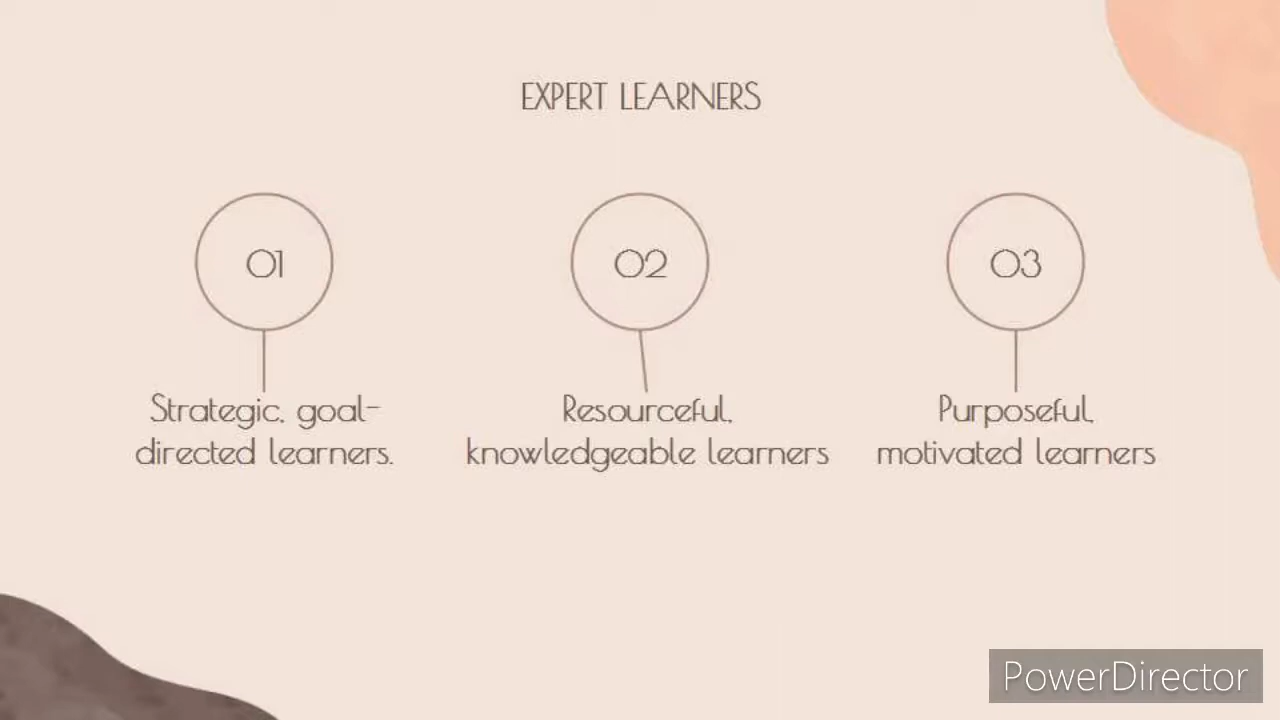 EXPERT LEARNERS
01
02
03
Strategic, goal-
directed learners.
Resourceful,
knowledgeable learners
Purposeful,
motivated learners
PowerDirector